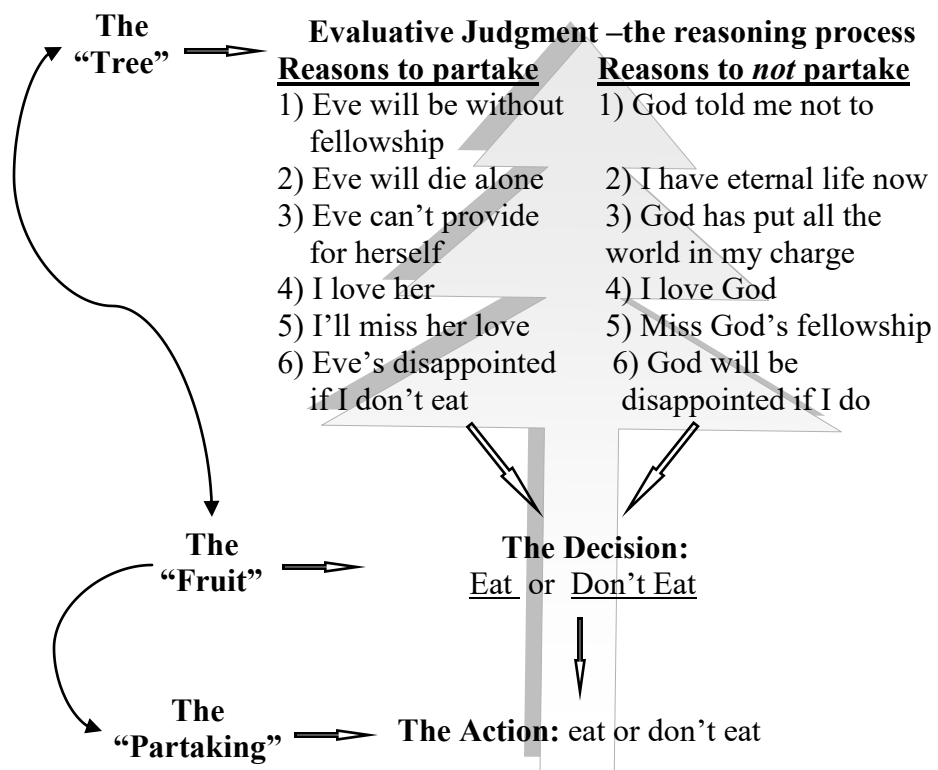 The
“Tree”
Evaluative Judgment –the reasoning process
Reasons to partake
Reasons to not partake
1) Eve will be without
fellowship
2) Eve will die alone
3) Eve can’t provide
for herself
4) I love her
5) I’ll miss her love
6) Eve’s disappointed
if I don’t eat
1) God told me not to
2) I have eternal life now
3) God has put all the
world in my charge
4) I love God
5) Miss God’s fellowship
6) God will be
disappointed if I do
The
“Fruit”
The Decision:
Eat or Don’t Eat
The
“Partaking”
The Action: eat or don’t eat